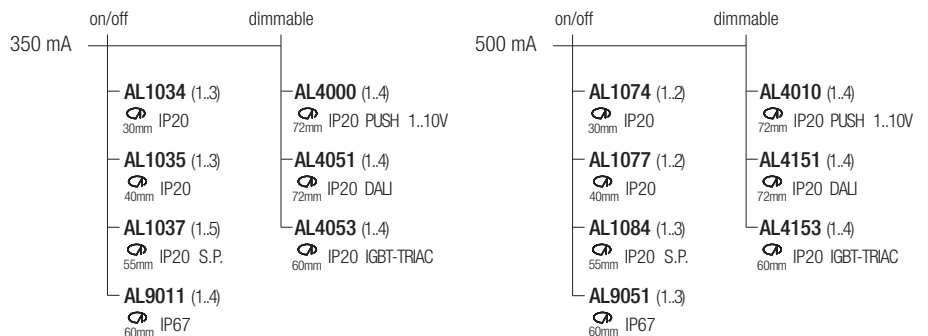 on/off dimmable
350 mA
AL1034 (1..3)
30mm IP20
AL1035 (1..3)
40mm IP20
AL1037 (1..5)
55mm IP20 S.P.
AL9011 (1..4)
60mm IP67
AL4000 (1..4)
72mm IP20 PUSH 1..10V
AL4051 (1..4)
72mm IP20 DALI
AL4053 (1..4)
60mm IP20 IGBT-TRIAC
on/off dimmable
500 mA
AL1074 (1..2)
30mm IP20
AL1077 (1..2)
40mm IP20
AL1084 (1..3)
55mm IP20 S.P.
AL9051 (1..3)
60mm IP67
AL4010 (1..4)
72mm IP20 PUSH 1..10V
AL4151 (1..4)
72mm IP20 DALI
AL4153 (1..4)
60mm IP20 IGBT-TRIAC